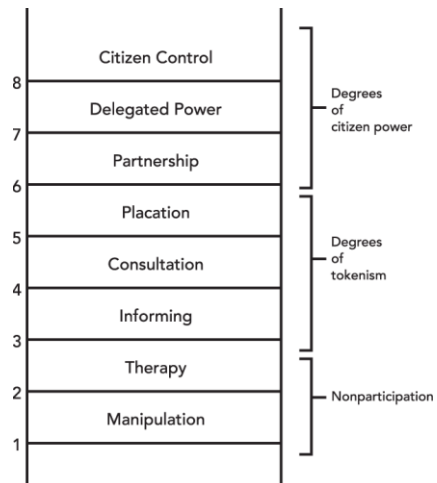 Citizen Control
8
Delegated Power
7
Partnership
6
Placation
5
Consultation
4
Informing
3
Therapy
2
Manipulation
1
Degrees
of
citizen power
Degrees
of
tokenism
Nonparticipation